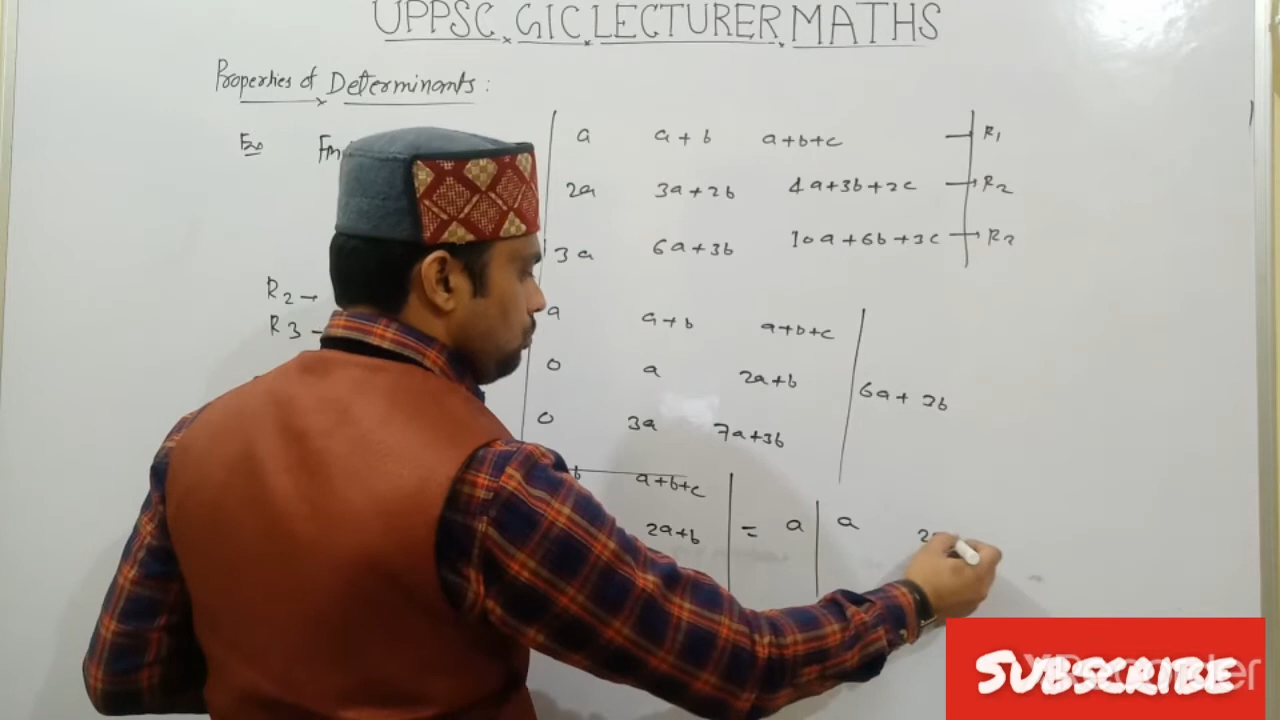 UPPSC GIC LECTURER MATHS
Properties of Determinants :
Ex
a a+b a+b+c R1
2a 3a+2b 4a+3b+2c → R2
3a 6a+3b 10a+6b+3c → R3
R2 →
R3
a a+b a+b+c
0 a 2a+b 6a+3b
0 3a 7a+3b
b a+b+c
2a+b = a a 2
SUBSCRIBE